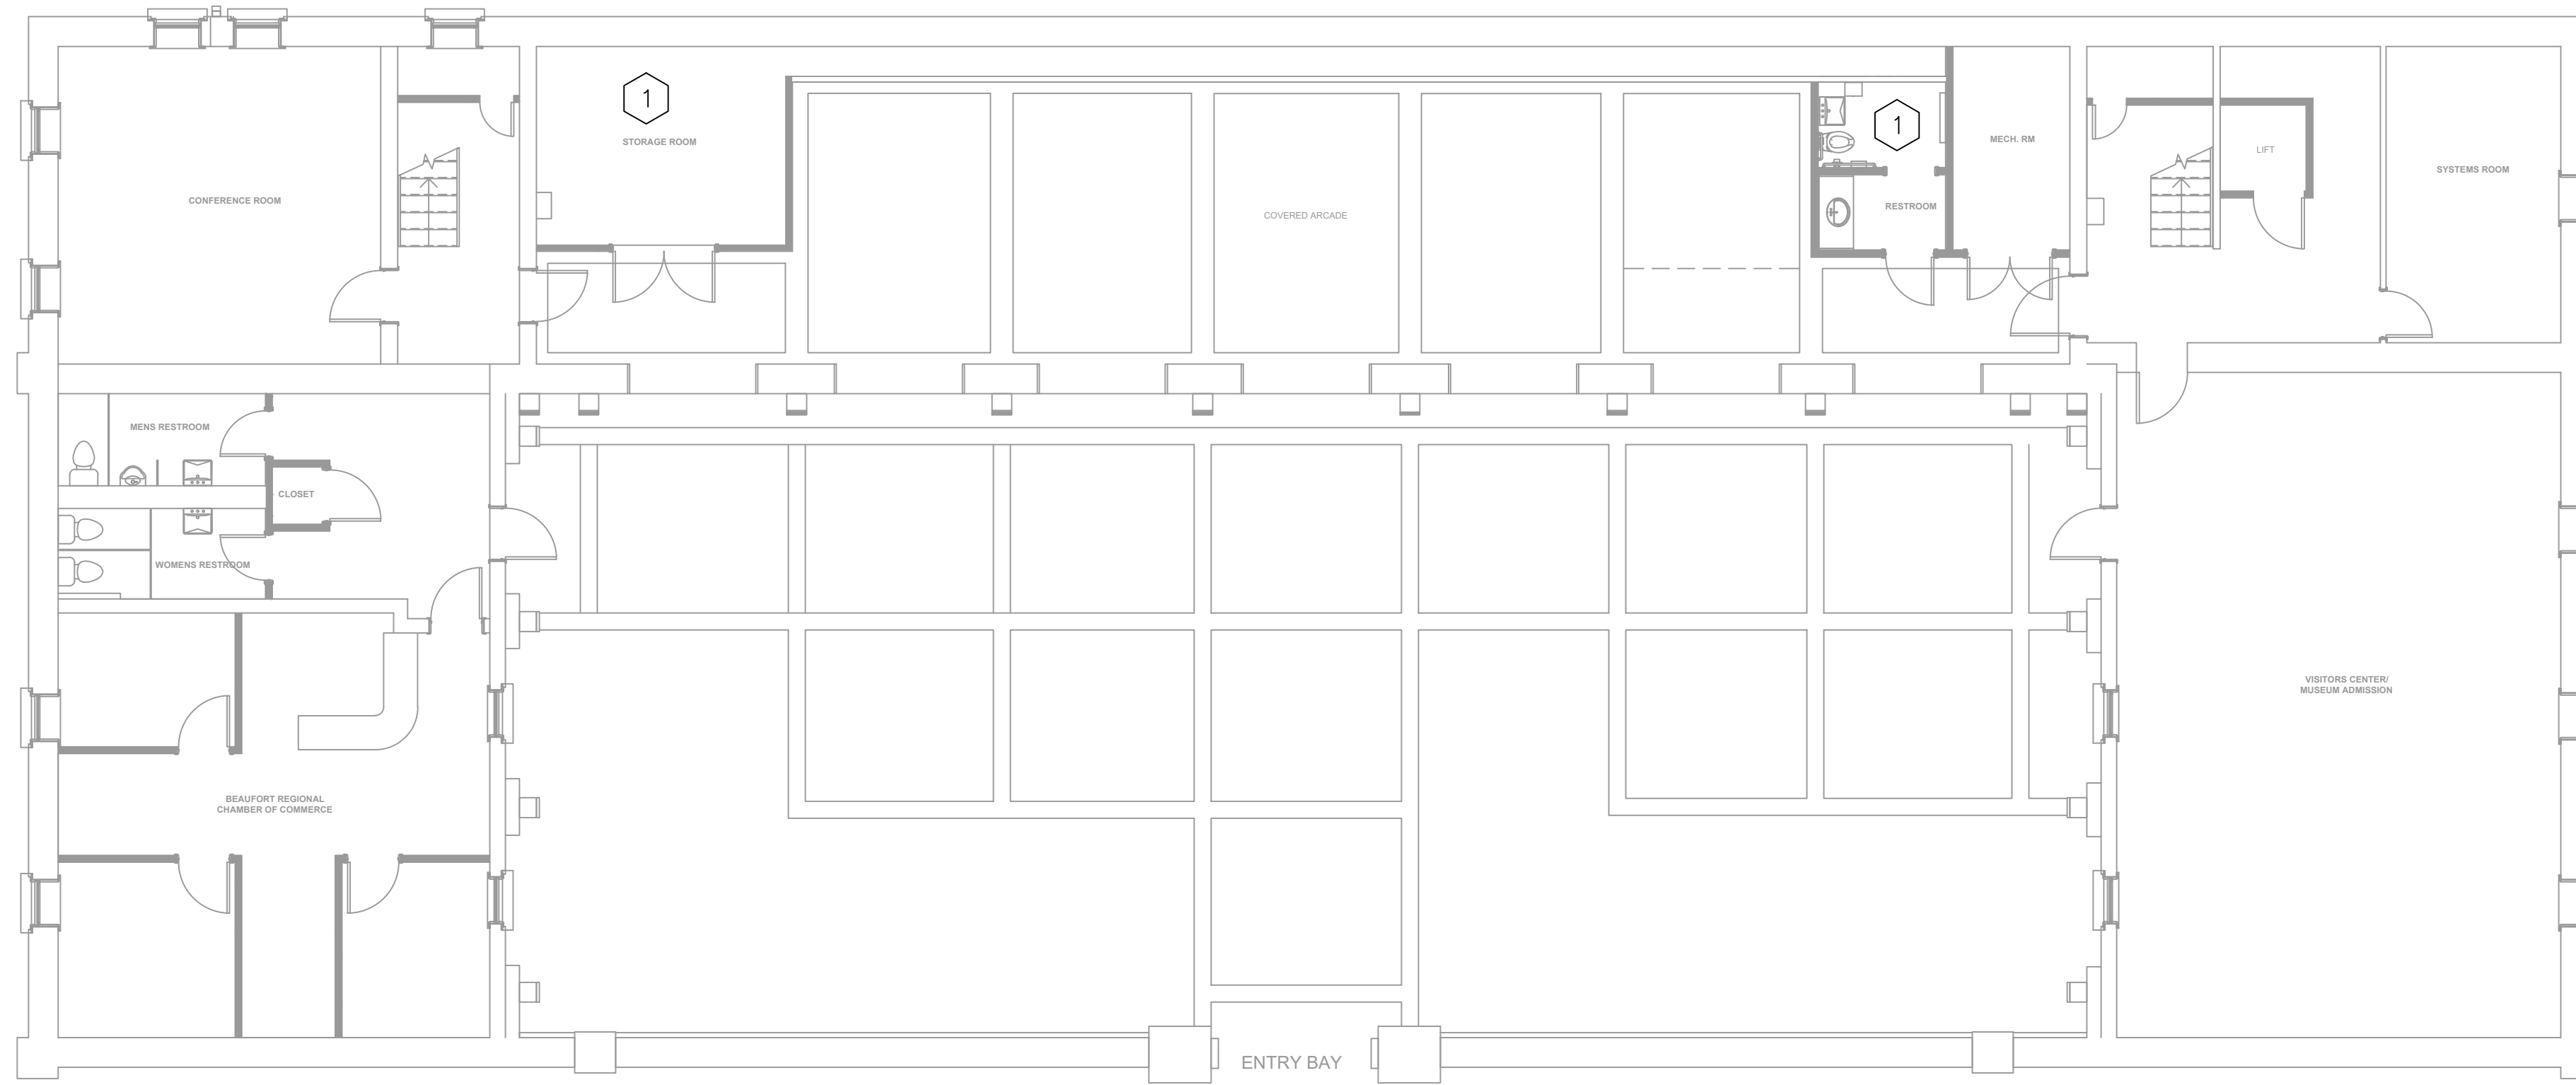 1
STORAGE ROOM
1
MECH. RM
LIFT
SYSTEMS ROOM
CONFERENCE ROOM
COVERED ARCADE
RESTROOM
MENS RESTROOM
CLOSET
WOMENS RESTROOM
VISITORS CENTER/
MUSEUM ADMISSION
BEAUFORT REGIONAL
CHAMBER OF COMMERCE
ENTRY BAY